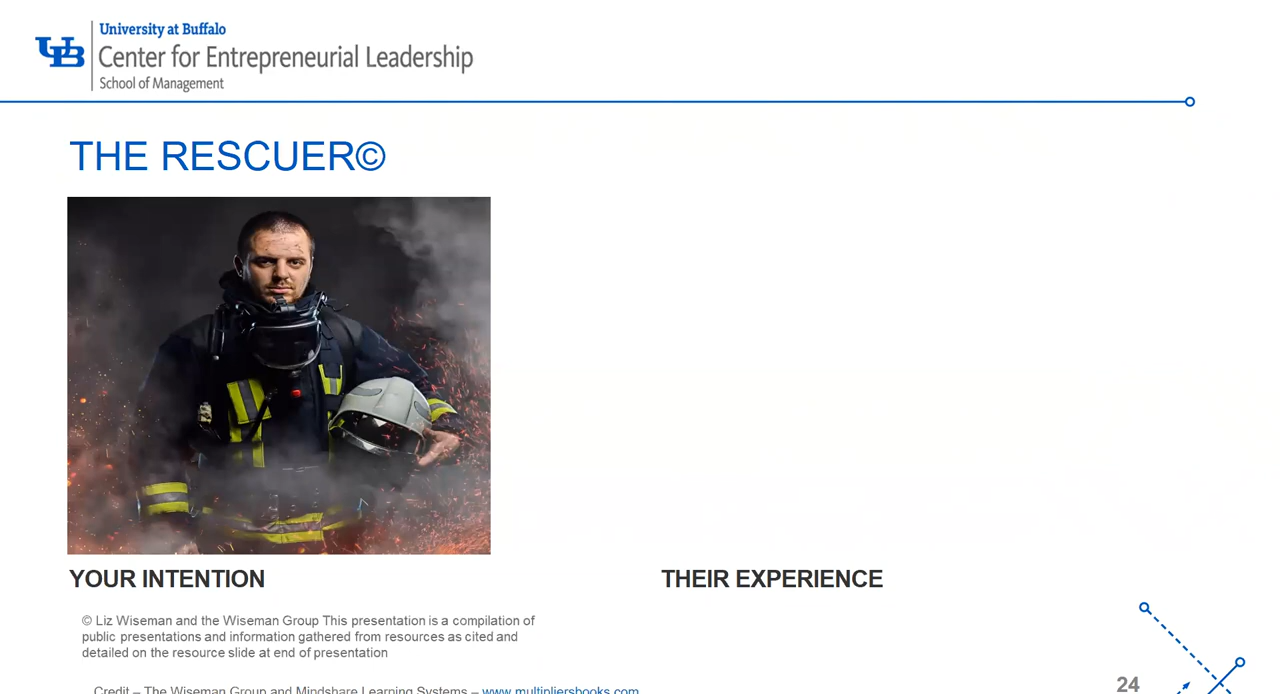 University at Buffalo
UB
Center for Entrepreneurial Leadership
School of Management
THE RESCUER©
YOUR INTENTION
THEIR EXPERIENCE
© Liz Wiseman and the Wiseman Group This presentation is a compilation of
public presentations and information gathered from resources as cited and
detailed on the resource slide at end of presentation
Credit – The Wiseman Group and Mindshare Learning Systems – www.multipliersbooks.com
24